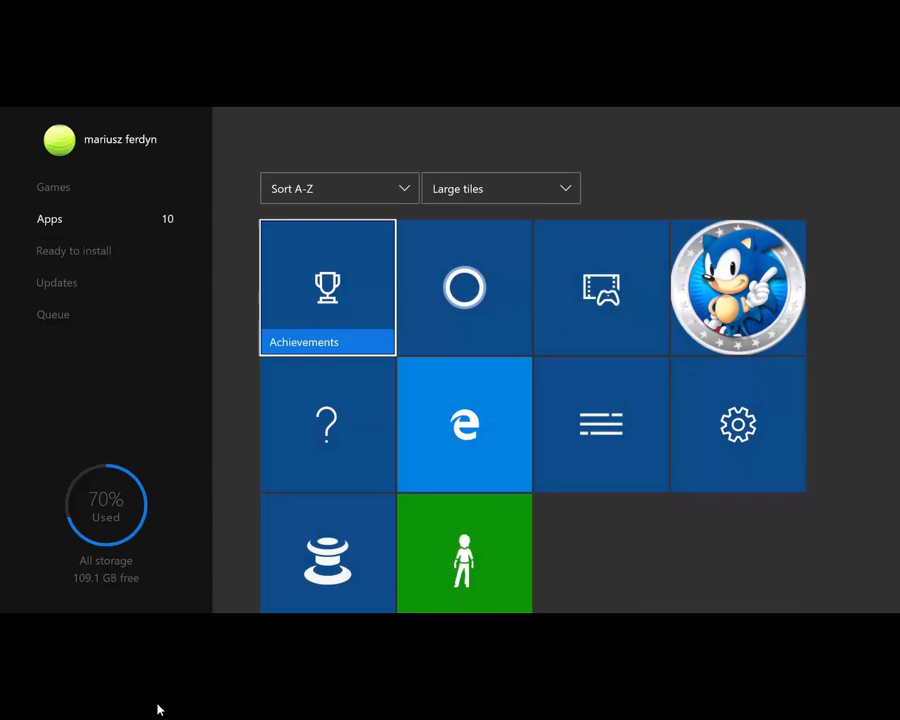 mariusz ferdyn
Games
Apps 10
Ready to install
Updates
Queue
70%
Used
All storage
109.1 GB free
Sort A-Z
Large tiles
Achievements